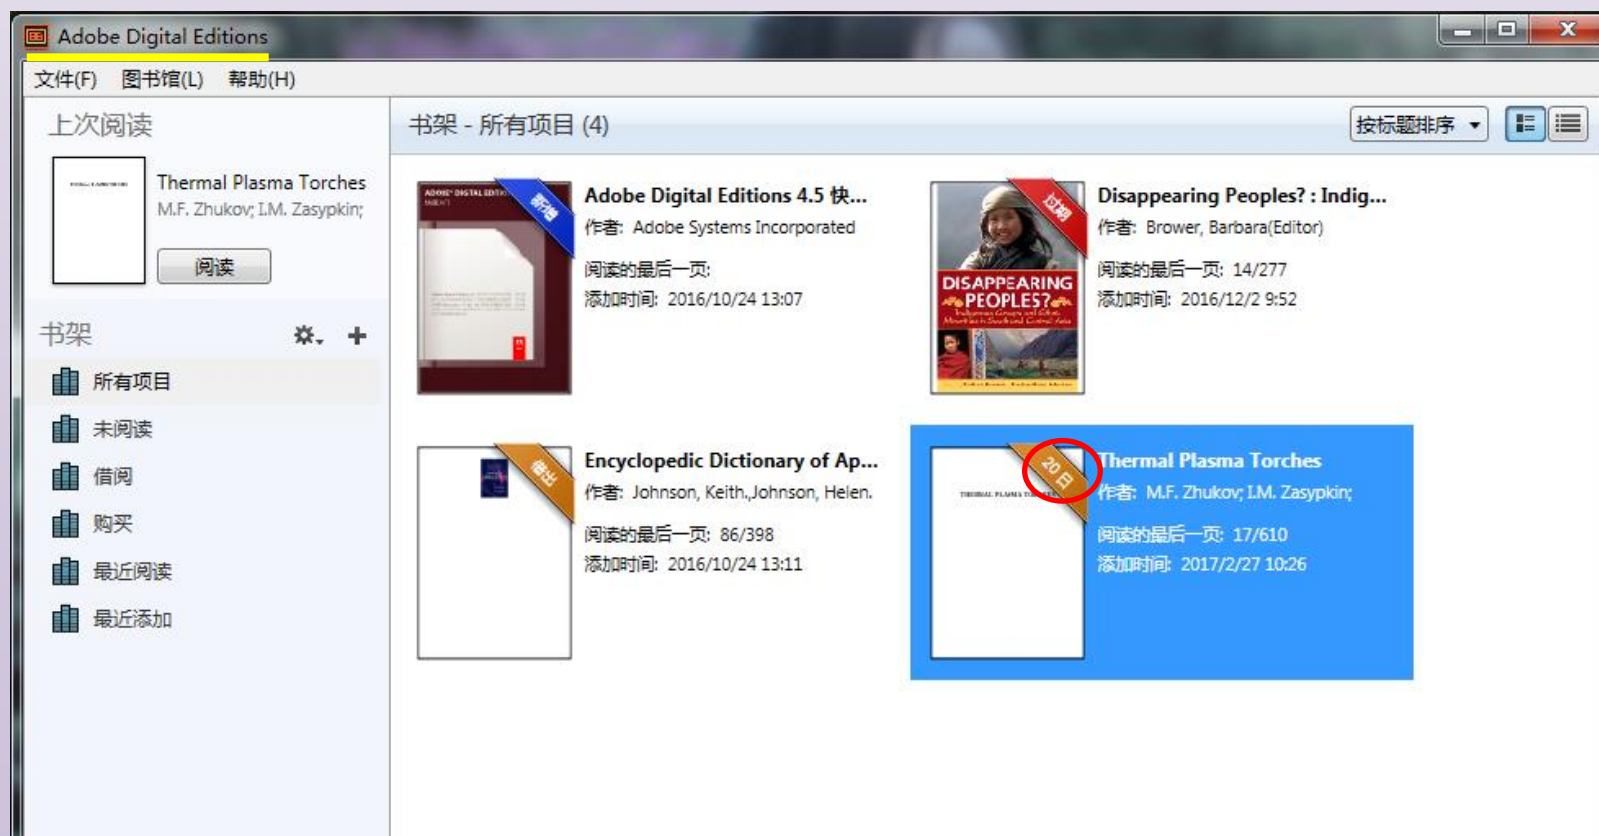 Adobe Digital Editions
文件(F) 图书馆(L) 帮助(H)
上次阅读
Thermal Plasma Torches
M.F. Zhukov; I.M. Zasypkin;
阅读
书架
所有项目
未阅读
借阅
购买
最近阅读
最近添加
书架 - 所有项目 (4)
按标题排序
新增
Adobe Digital Editions 4.5 快...
作者: Adobe Systems Incorporated
阅读的最后一页:
添加时间: 2016/10/24 13:07
过期
DISAPPEARING
PEOPLES?
Disappearing Peoples? : Indig...
作者: Brower, Barbara(Editor)
阅读的最后一页: 14/277
添加时间: 2016/12/2 9:52
借出
Encyclopedic Dictionary of Ap...
作者: Johnson, Keith.,Johnson, Helen.
阅读的最后一页: 86/398
添加时间: 2016/10/24 13:11
20 日
Thermal Plasma Torches
作者: M.F. Zhukov; I.M. Zasypkin;
阅读的最后一页: 17/610
添加时间: 2017/2/27 10:26